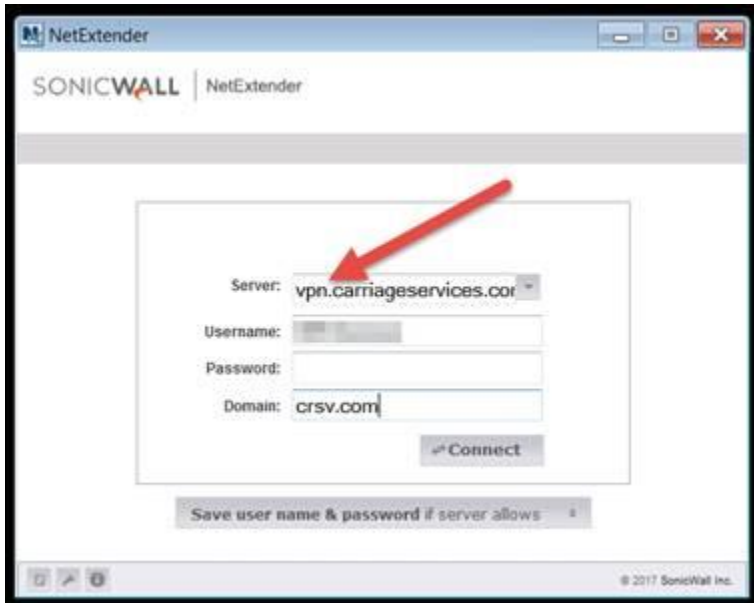 NetExtender
SONICWALL | NetExtender
Server: vpn.carriageservices.com
Username:
Password:
Domain: crsv.com
Connect
Save user name & password if server allows
© 2017 SonicWall Inc.